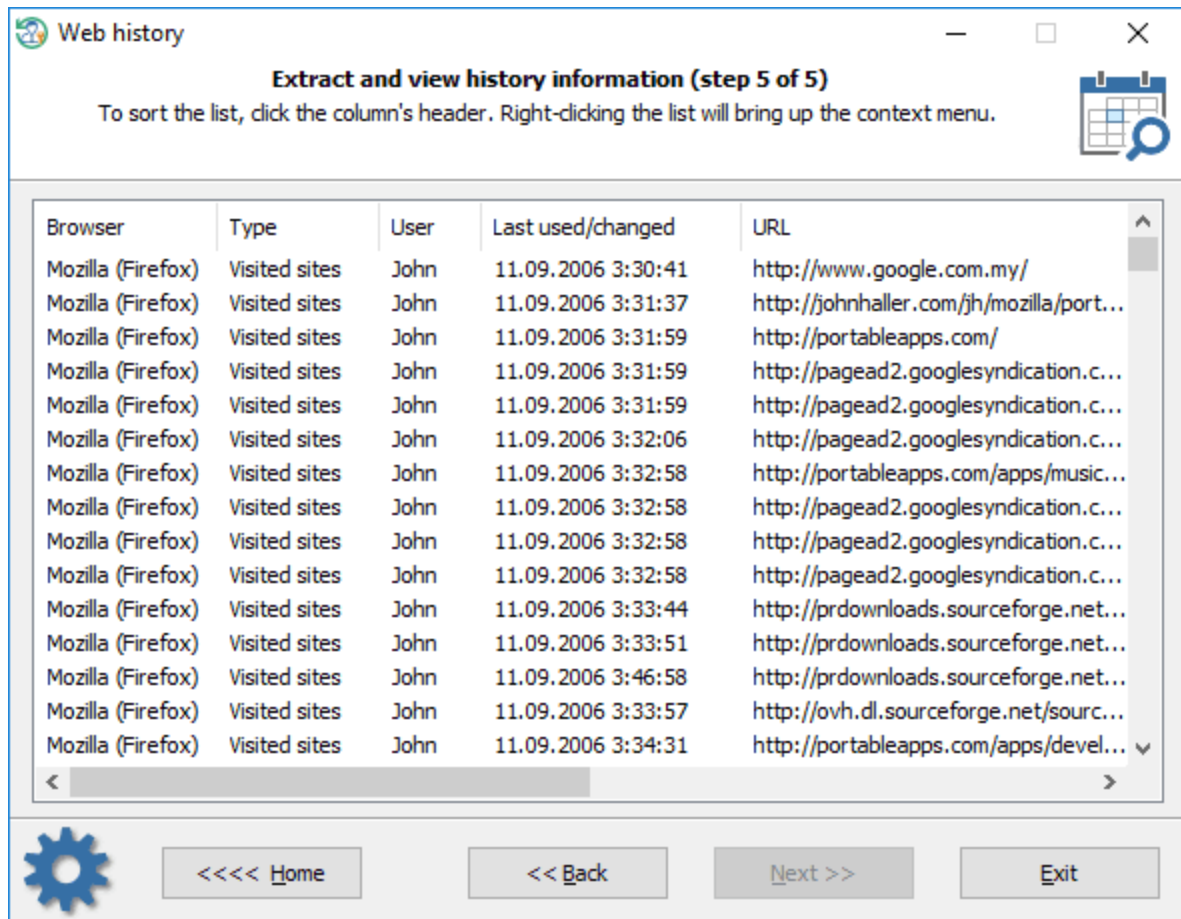 Web history
Extract and view history information (step 5 of 5)
To sort the list, click the column's header. Right-clicking the list will bring up the context menu.
Browser Type User Last used/changed URL
Mozilla (Firefox) Visited sites John 11.09.2006 3:30:41 http://www.google.com.my/
Mozilla (Firefox) Visited sites John 11.09.2006 3:31:37 http://johnhaller.com/jh/mozilla/port...
Mozilla (Firefox) Visited sites John 11.09.2006 3:31:59 http://portableapps.com/
Mozilla (Firefox) Visited sites John 11.09.2006 3:31:59 http://pagead2.googlesyndication.c...
Mozilla (Firefox) Visited sites John 11.09.2006 3:31:59 http://pagead2.googlesyndication.c...
Mozilla (Firefox) Visited sites John 11.09.2006 3:32:06 http://pagead2.googlesyndication.c...
Mozilla (Firefox) Visited sites John 11.09.2006 3:32:58 http://portableapps.com/apps/music...
Mozilla (Firefox) Visited sites John 11.09.2006 3:32:58 http://pagead2.googlesyndication.c...
Mozilla (Firefox) Visited sites John 11.09.2006 3:32:58 http://pagead2.googlesyndication.c...
Mozilla (Firefox) Visited sites John 11.09.2006 3:32:58 http://pagead2.googlesyndication.c...
Mozilla (Firefox) Visited sites John 11.09.2006 3:33:44 http://prdownloads.sourceforge.net...
Mozilla (Firefox) Visited sites John 11.09.2006 3:33:51 http://prdownloads.sourceforge.net...
Mozilla (Firefox) Visited sites John 11.09.2006 3:46:58 http://prdownloads.sourceforge.net...
Mozilla (Firefox) Visited sites John 11.09.2006 3:33:57 http://ovh.dl.sourceforge.net/sourc...
Mozilla (Firefox) Visited sites John 11.09.2006 3:34:31 http://portableapps.com/apps/devel...
<<<< Home << Back Next >> Exit